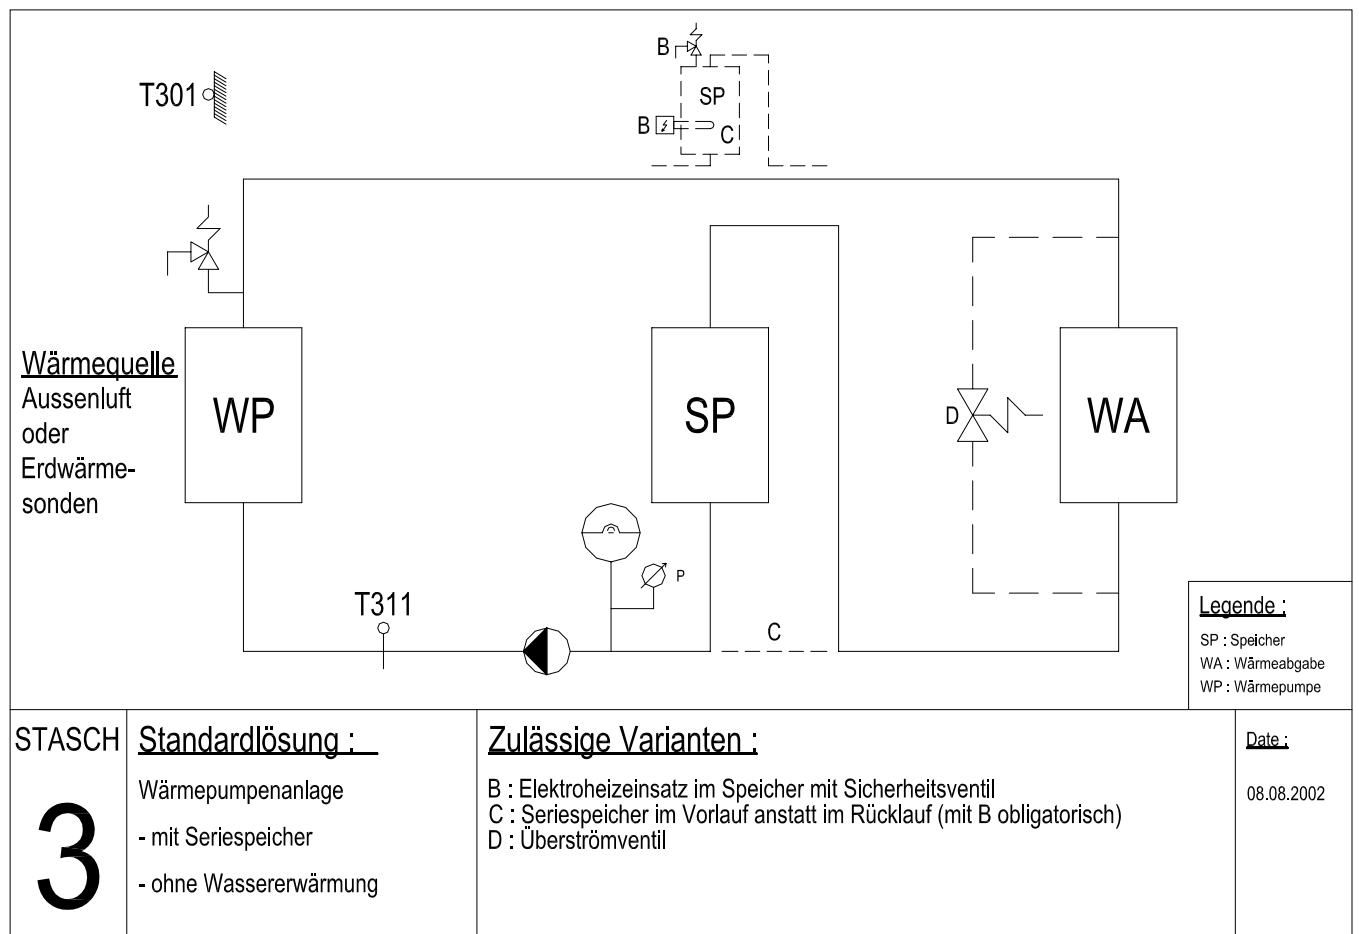 B
T301
SP
B
C
Wärmequelle
Aussenluft
oder
Erdwärme-
sonden
WP
SP
D
WA
P
T311
C
Legende :
SP : Speicher
WA : Wärmeabgabe
WP : Wärmepumpe
STASCH
3
Standardlösung :
Wärmepumpenanlage
- mit Seriespeicher
- ohne Wassererwärmung
Zulässige Varianten :
B : Elektroheizeinsatz im Speicher mit Sicherheitsventil
C : Seriespeicher im Vorlauf anstatt im Rücklauf (mit B obligatorisch)
D : Überströmventil
Date :
08.08.2002